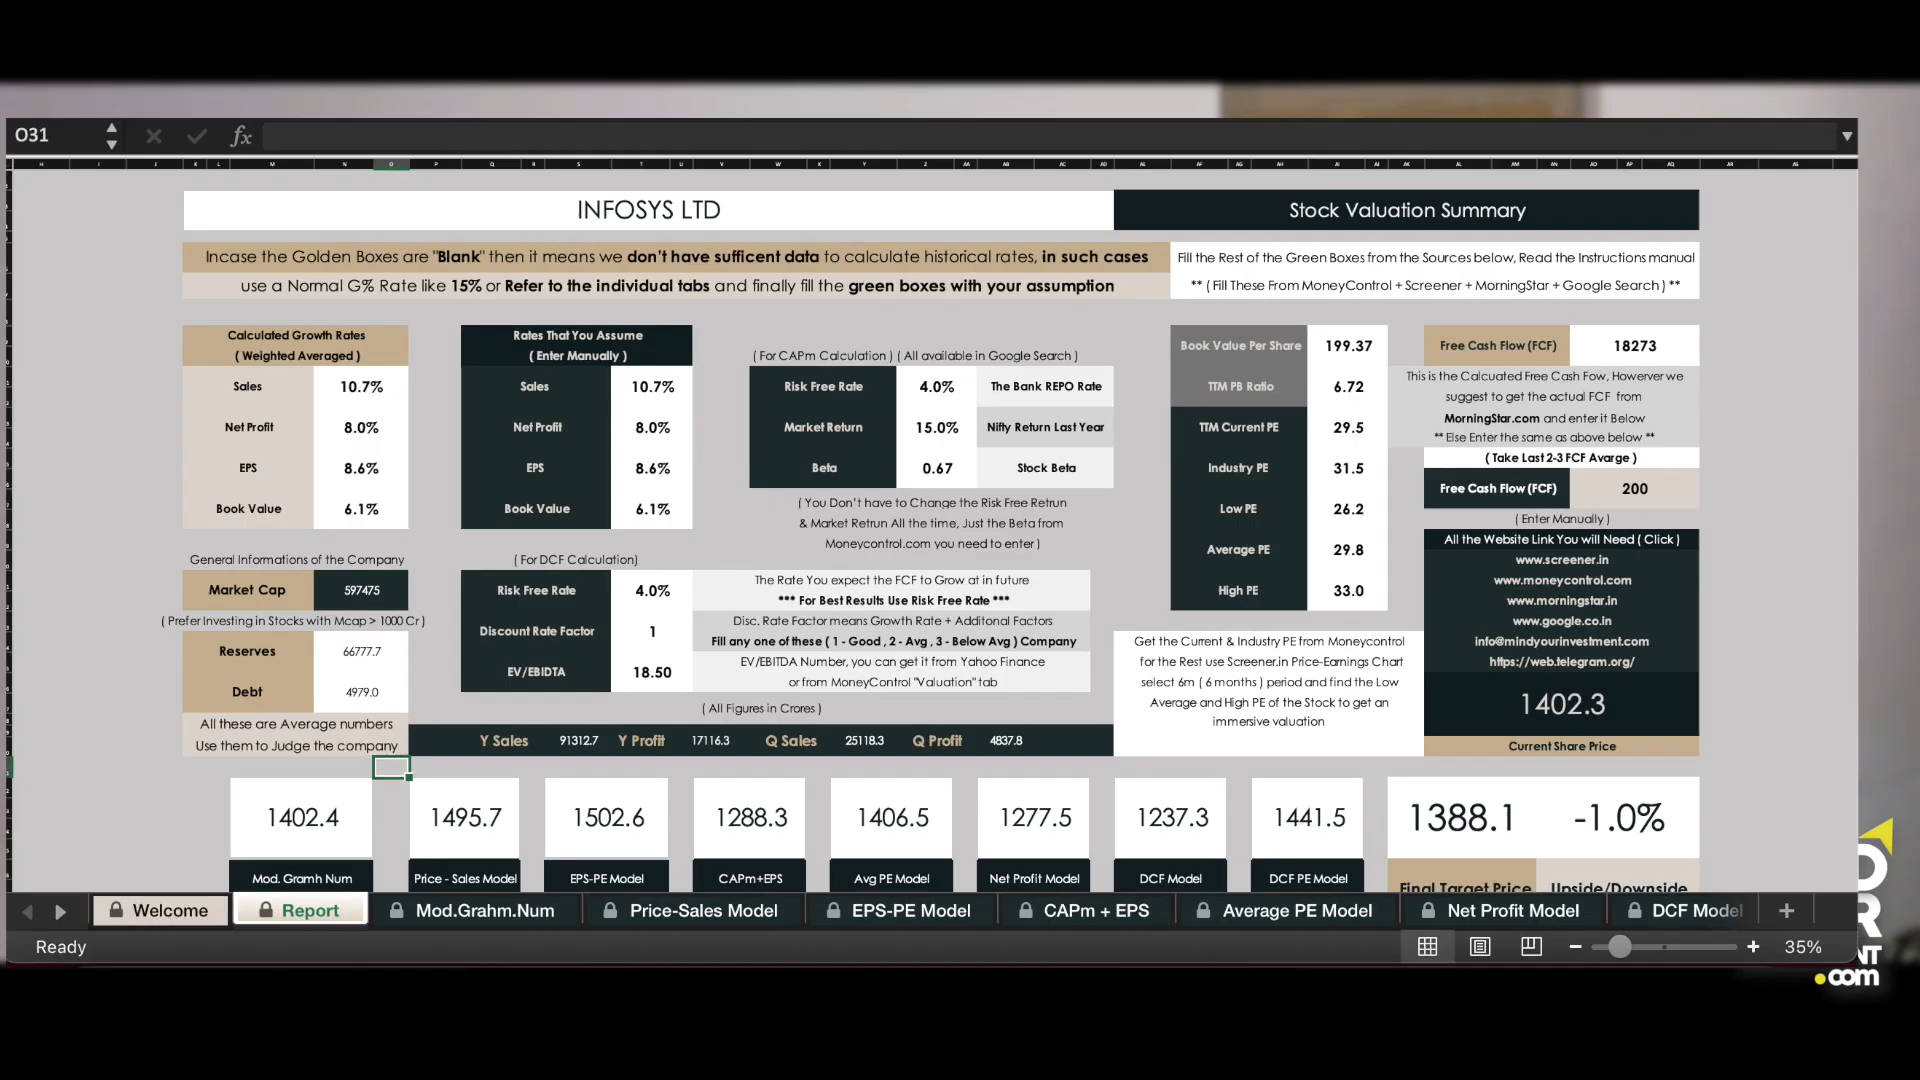 O31
fx
INFOSYS LTD
Stock Valuation Summary
Incase the Golden Boxes are "Blank" then it means we don't have sufficent data to calculate historical rates, in such cases
use a Normal G% Rate like 15% or Refer to the individual tabs and finally fill the green boxes with your assumption
Fill the Rest of the Green Boxes from the Sources below, Read the Instructions manual
** ( Fill These From MoneyControl + Screener + MorningStar + Google Search ) **
Calculated Growth Rates
( Weighted Averaged )
Sales 10.7%
Net Profit 8.0%
EPS 8.6%
Book Value 6.1%
Rates That You Assume
( Enter Manually )
Sales 10.7%
Net Profit 8.0%
EPS 8.6%
Book Value 6.1%
( For CAPm Calculation ) ( All available in Google Search )
Risk Free Rate 4.0% The Bank REPO Rate
Market Return 15.0% Nifty Return Last Year
Beta 0.67 Stock Beta
( You Don't have to Change the Risk Free Retrun
& Market Retrun All the time, Just the Beta from
Moneycontrol.com you need to enter )
Book Value Per Share 199.37
TTM PB Ratio 6.72
TTM Current PE 29.5
Industry PE 31.5
Low PE 26.2
Average PE 29.8
High PE 33.0
Free Cash Flow (FCF) 18273
This is the Calcuated Free Cash Fow, Howerver we
suggest to get the actual FCF from
MorningStar.com and enter it Below
** Else Enter the same as above below **
( Take Last 2-3 FCF Avarge )
Free Cash Flow (FCF) 200
( Enter Manually )
All the Website Link You will Need ( Click )
www.screener.in
www.moneycontrol.com
www.morningstar.in
www.google.co.in
info@mindyourinvestment.com
https://web.telegram.org/
1402.3
Current Share Price
General Informations of the Company
Market Cap 597475
( Prefer Investing in Stocks with Mcap > 1000 Cr )
Reserves 66777.7
Debt 4979.0
All these are Average numbers
Use them to Judge the company
( For DCF Calculation)
Risk Free Rate 4.0%
Discount Rate Factor 1
EV/EBIDTA 18.50
The Rate You expect the FCF to Grow at in future
*** For Best Results Use Risk Free Rate ***
Disc. Rate Factor means Growth Rate + Additonal Factors
Fill any one of these ( 1 - Good , 2 - Avg , 3 - Below Avg ) Company
EV/EBITDA Number, you can get it from Yahoo Finance
or from MoneyControl "Valuation" tab
Get the Current & Industry PE from Moneycontrol
for the Rest use Screener.in Price-Earnings Chart
select 6m ( 6 months ) period and find the Low
Average and High PE of the Stock to get an
immersive valuation
( All Figures in Crores )
Y Sales 91312.7 Y Profit 17116.3 Q Sales 25118.3 Q Profit 4837.8
1402.4 1495.7 1502.6 1288.3 1406.5 1277.5 1237.3 1441.5 1388.1 -1.0%
Mod. Gramh Num Price - Sales Model EPS-PE Model CAPm+EPS Avg PE Model Net Profit Model DCF Model DCF PE Model Final Target Price Upside/Downside
Welcome Report Mod.Grahm.Num Price-Sales Model EPS-PE Model CAPm + EPS Average PE Model Net Profit Model DCF Model
Ready 35%
.com